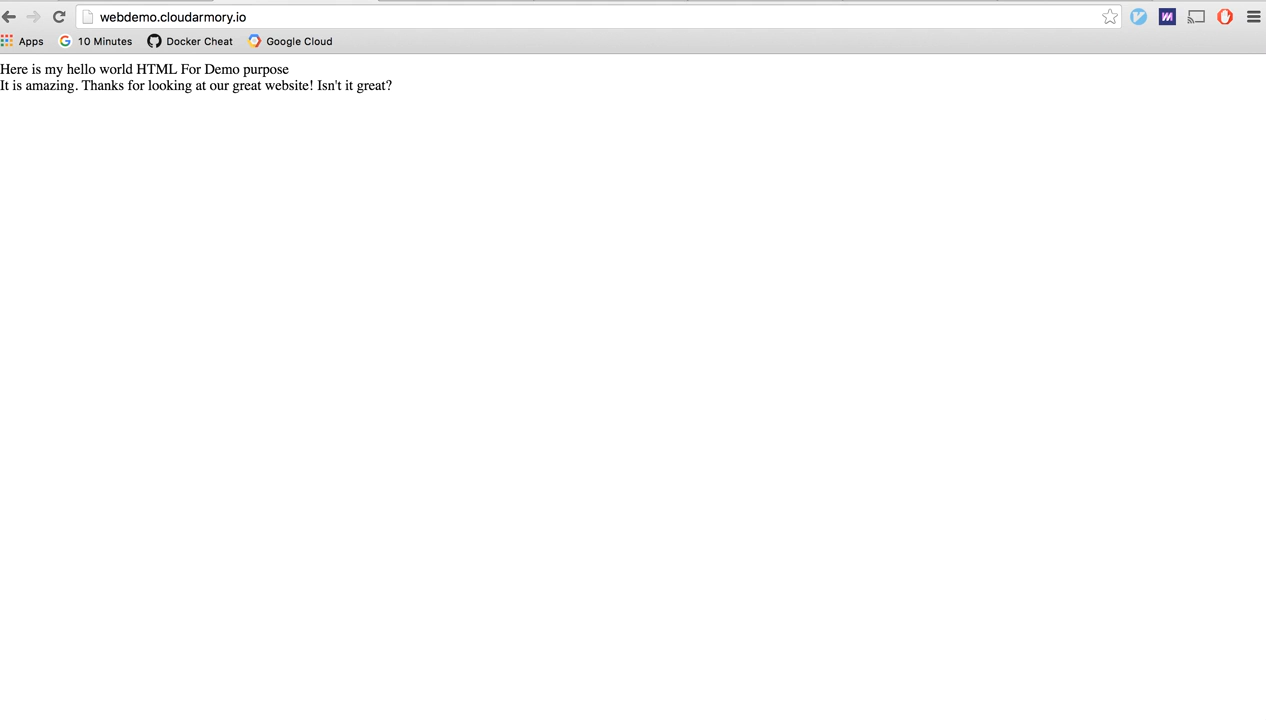 webdemo.cloudarmory.io
Apps 10 Minutes Docker Cheat Google Cloud
Here is my hello world HTML For Demo purpose
It is amazing. Thanks for looking at our great website! Isn't it great?